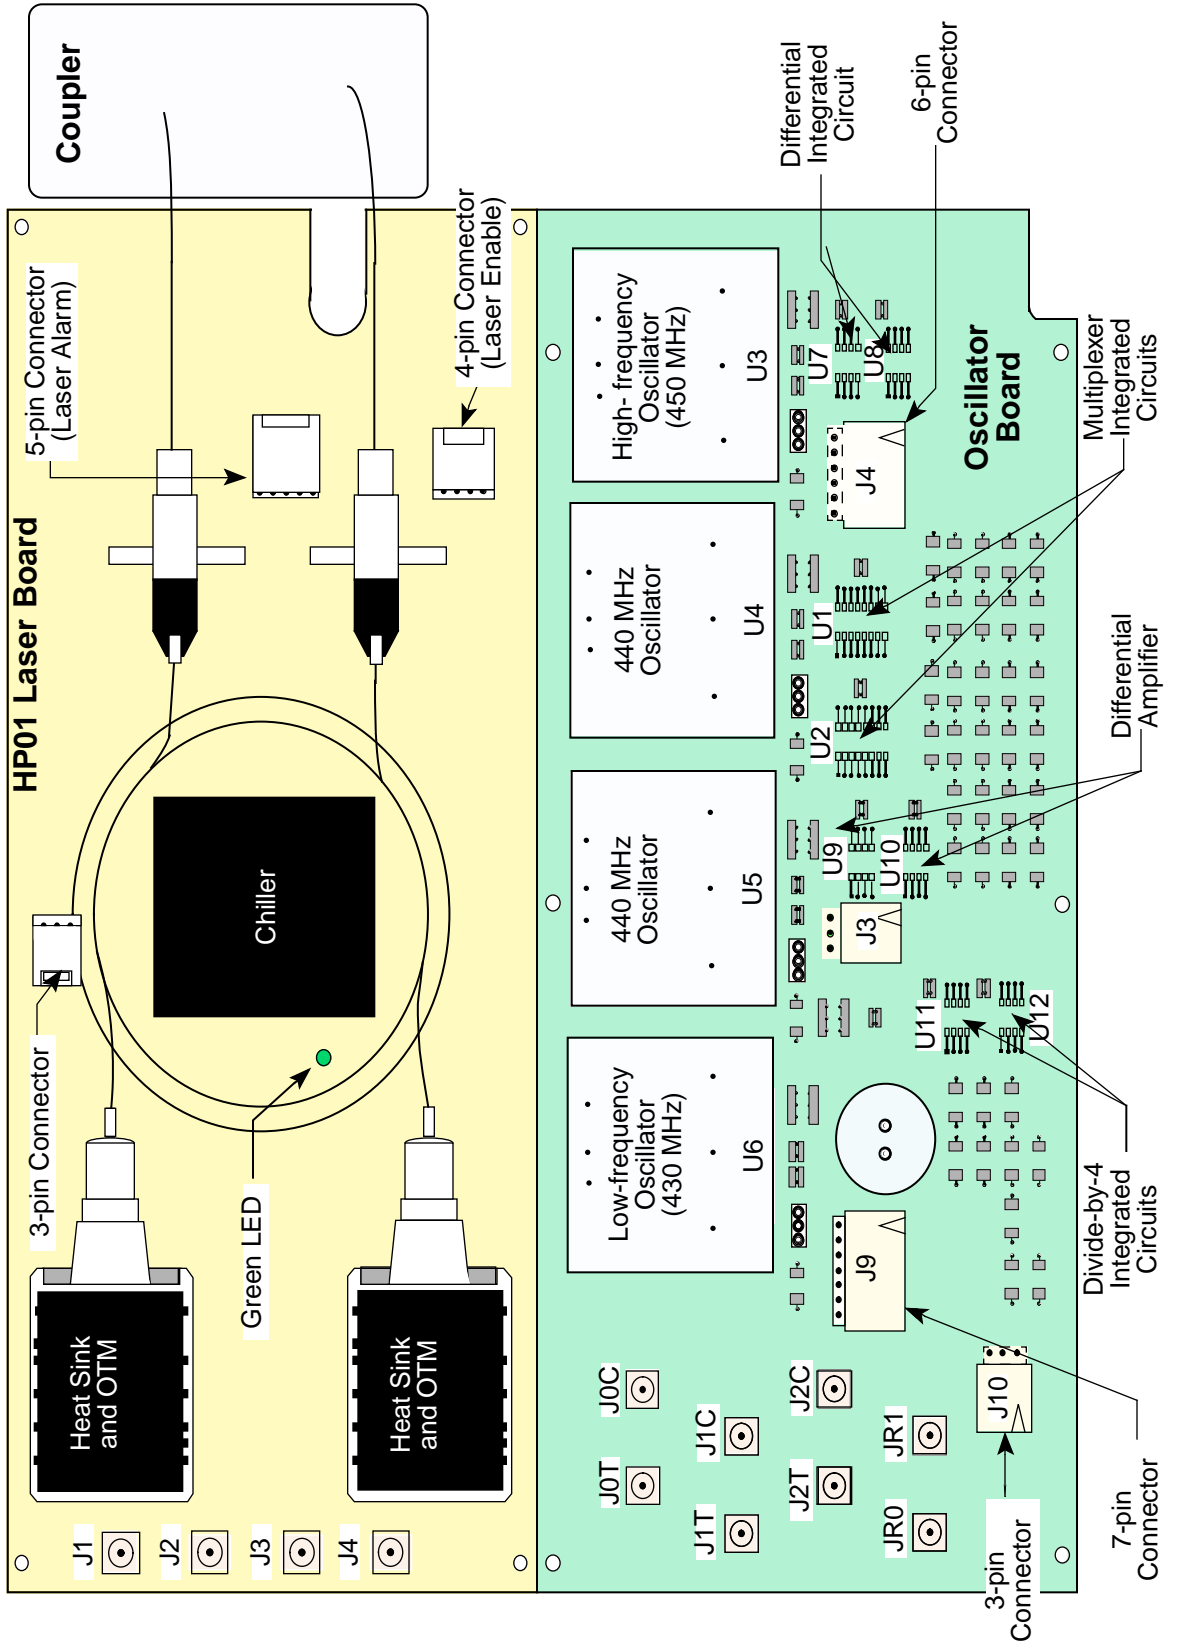 Coupler
HP01 Laser Board
5-pin Connector
(Laser Alarm)
4-pin Connector
(Laser Enable)
3-pin Connector
Chiller
Green LED
Heat Sink
and OTM
Heat Sink
and OTM
J1
J2
J3
J4
High- frequency
Oscillator
(450 MHz)
U3
440 MHz
Oscillator
U4
440 MHz
Oscillator
U5
Low-frequency
Oscillator
(430 MHz)
U6
Differential
Integrated
Circuit
6-pin
Connector
U7
U8
J4
Oscillator
Board
Multiplexer
Integrated
Circuits
U1
U2
Differential
Amplifier
U9
U10
J3
U11
U12
Divide-by-4
Integrated
Circuits
J9
J10
7-pin
Connector
3-pin
Connector
J0C
J0T
J1C
J1T
J2C
J2T
JR1
JR0